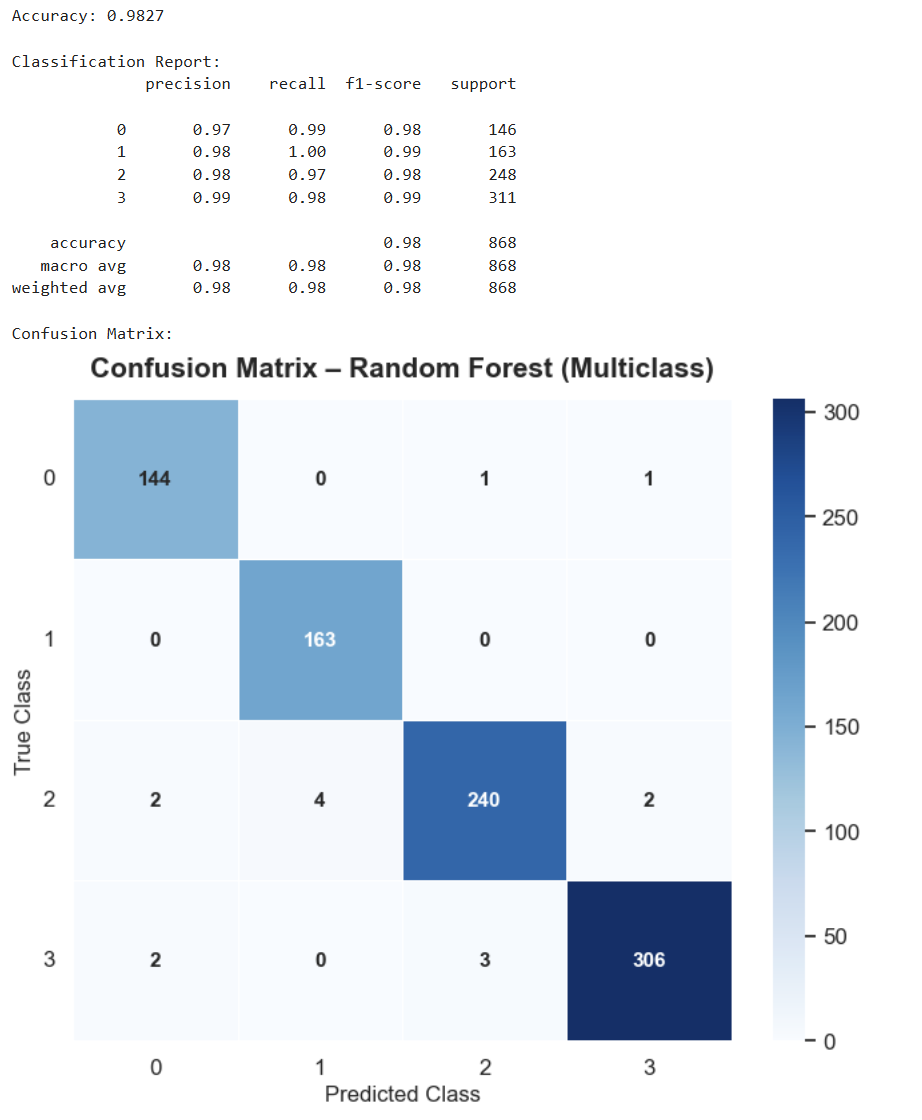 Accuracy: 0.9827
Classification Report:
precision recall f1-score support
0 0.97 0.99 0.98 146
1 0.98 1.00 0.99 163
2 0.98 0.97 0.98 248
3 0.99 0.98 0.99 311
accuracy 0.98 868
macro avg 0.98 0.98 0.98 868
weighted avg 0.98 0.98 0.98 868
Confusion Matrix:
Confusion Matrix – Random Forest (Multiclass)
True Class
0 144 0 1 1
1 0 163 0 0
2 2 4 240 2
3 2 0 3 306
0 1 2 3
Predicted Class
300
250
200
150
100
50
0